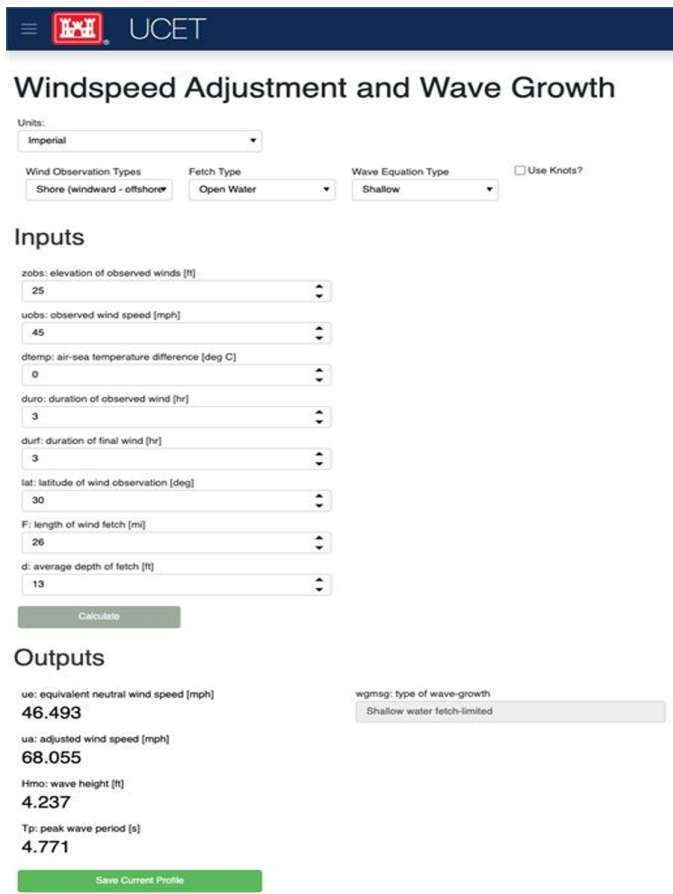 UCET
Windspeed Adjustment and Wave Growth
Units:
Imperial
Wind Observation Types Fetch Type Wave Equation Type Use Knots?
Shore (windward - offshore Open Water Shallow
Inputs
zobs: elevation of observed winds [ft]
25
uobs: observed wind speed [mph]
45
dtemp: air-sea temperature difference [deg C]
0
duro: duration of observed wind [hr]
3
durf: duration of final wind [hr]
3
lat: latitude of wind observation [deg]
30
F: length of wind fetch [mi]
26
d: average depth of fetch [ft]
13
Calculate
Outputs
ue: equivalent neutral wind speed [mph] wgmsg: type of wave-growth
46.493 Shallow water fetch-limited
ua: adjusted wind speed [mph]
68.055
Hmo: wave height [ft]
4.237
Tp: peak wave period [s]
4.771
Save Current Profile